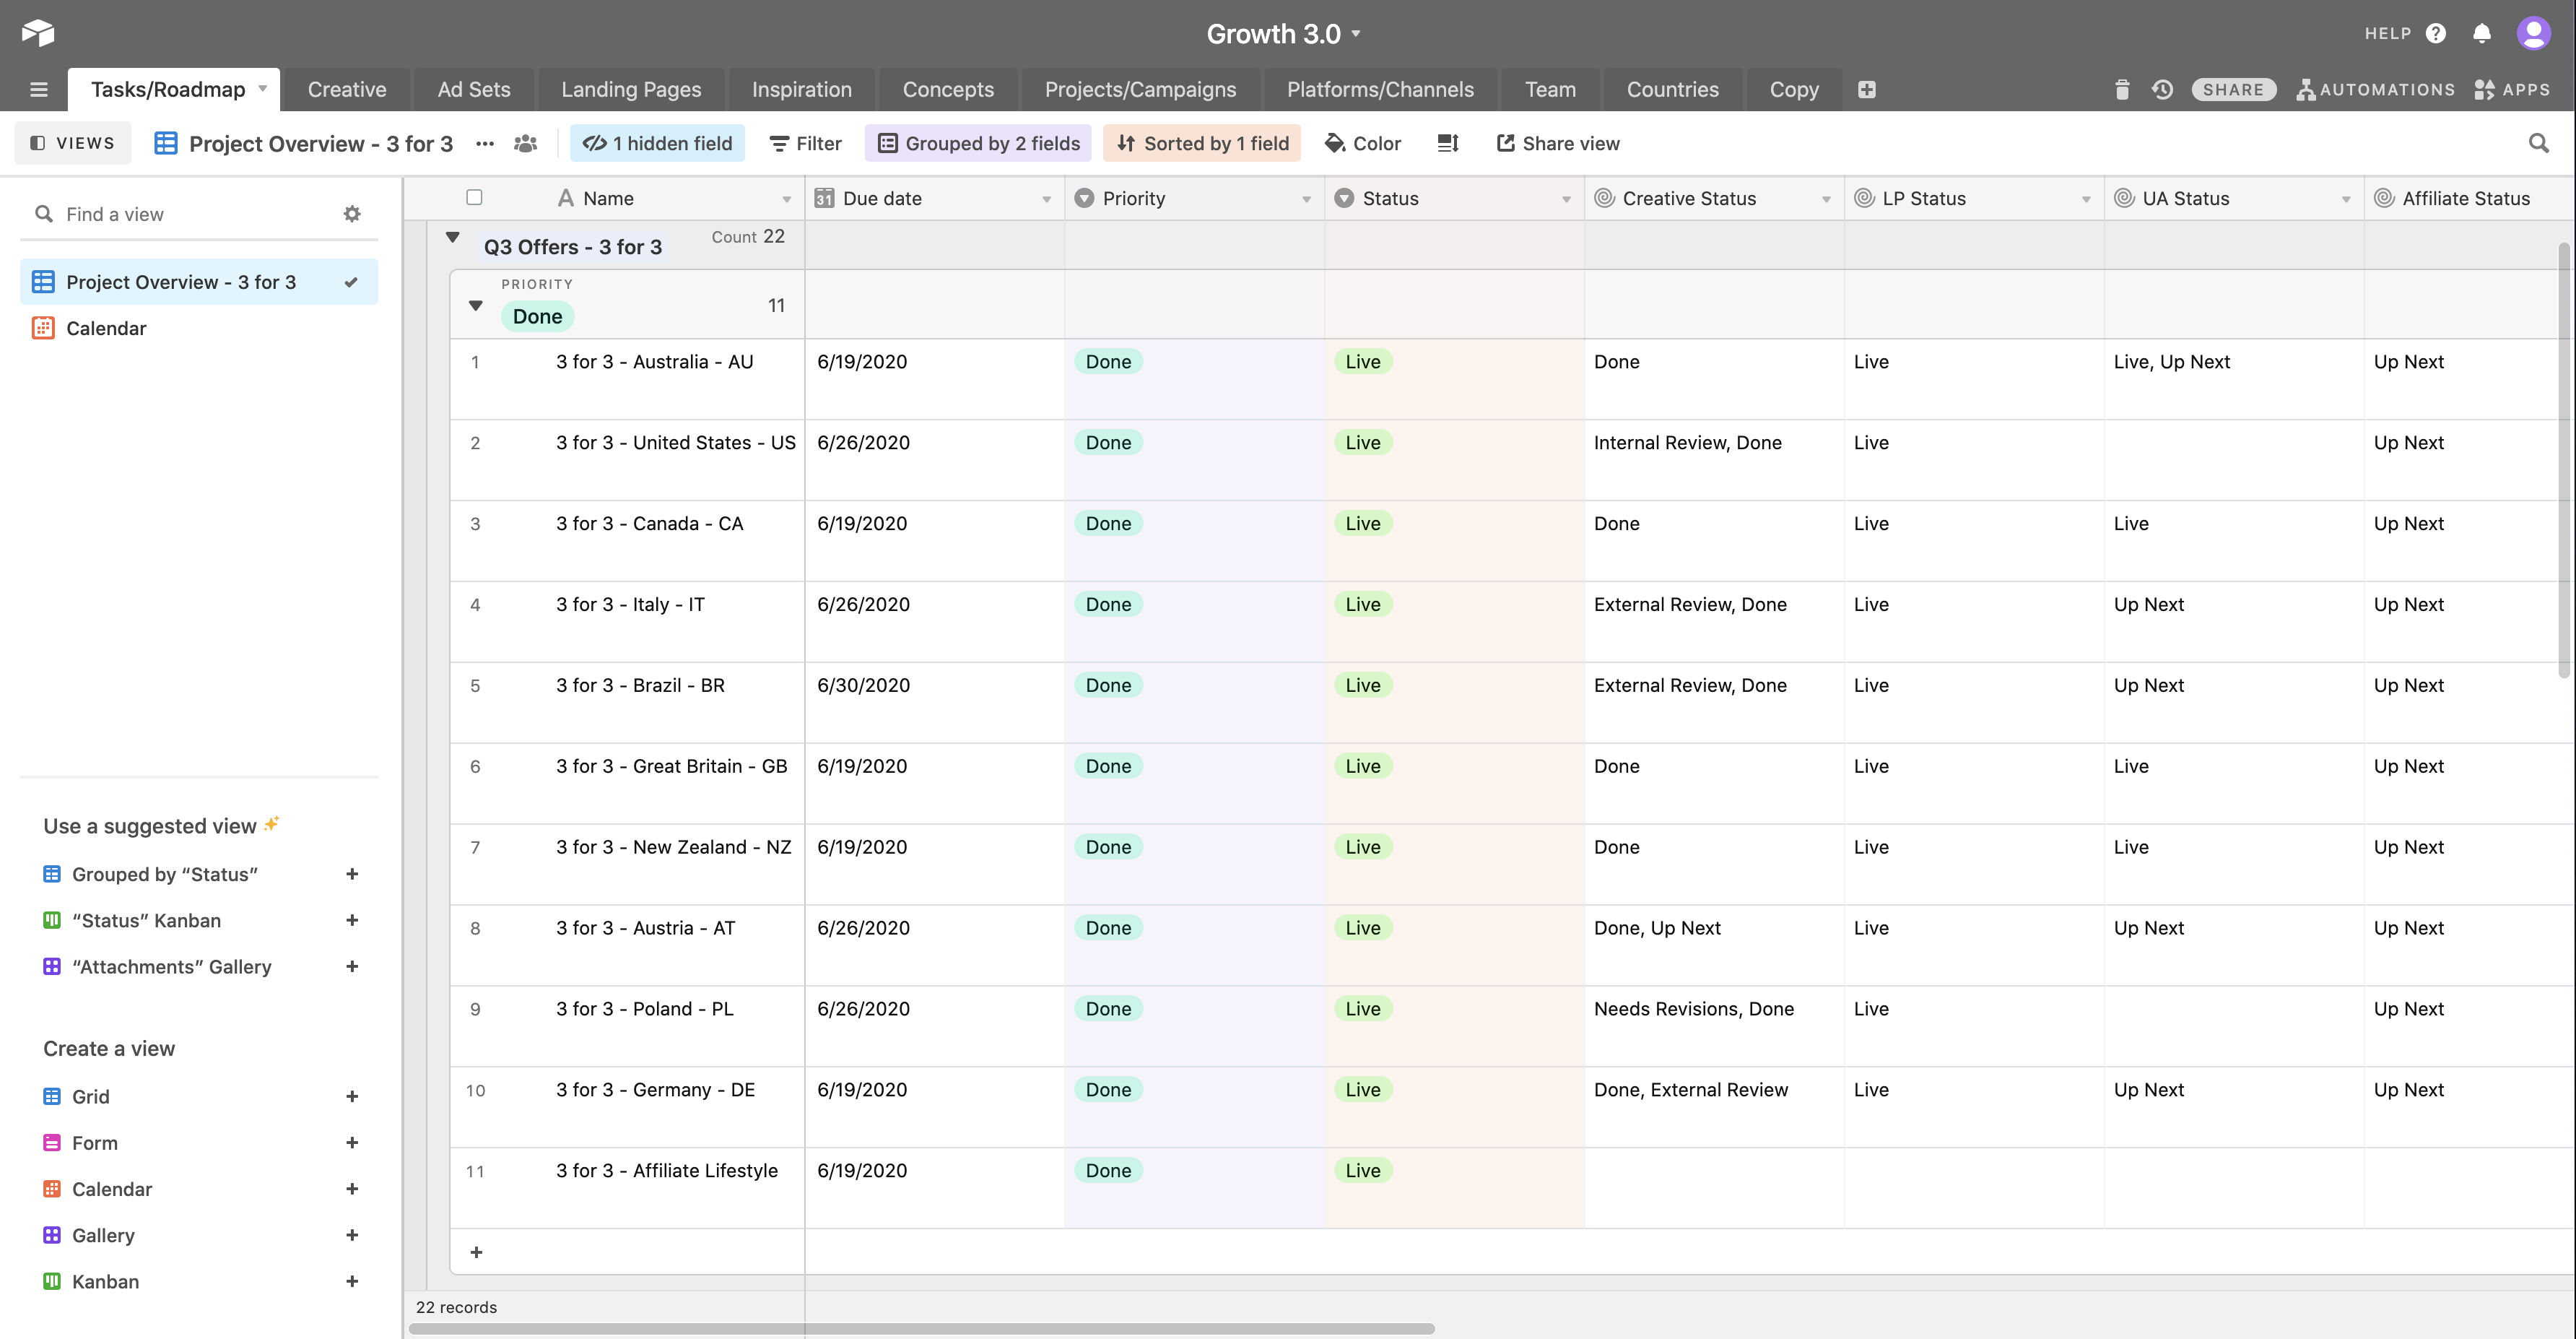 Growth 3.0
HELP
Tasks/Roadmap Creative Ad Sets Landing Pages Inspiration Concepts Projects/Campaigns Platforms/Channels Team Countries Copy SHARE AUTOMATIONS APPS
VIEWS Project Overview - 3 for 3 ... 1 hidden field Filter Grouped by 2 fields Sorted by 1 field Color Share view
Find a view
Project Overview - 3 for 3
Calendar
Use a suggested view
Grouped by “Status” +
“Status” Kanban +
“Attachments” Gallery +
Create a view
Grid +
Form +
Calendar +
Gallery +
Kanban +
A Name 31 Due date Priority Status Creative Status LP Status UA Status Affiliate Status
Q3 Offers - 3 for 3 Count 22
PRIORITY
Done 11
1 3 for 3 - Australia - AU 6/19/2020 Done Live Done Live Live, Up Next Up Next
2 3 for 3 - United States - US 6/26/2020 Done Live Internal Review, Done Live Up Next
3 3 for 3 - Canada - CA 6/19/2020 Done Live Done Live Live Up Next
4 3 for 3 - Italy - IT 6/26/2020 Done Live External Review, Done Live Up Next Up Next
5 3 for 3 - Brazil - BR 6/30/2020 Done Live External Review, Done Live Up Next Up Next
6 3 for 3 - Great Britain - GB 6/19/2020 Done Live Done Live Live Up Next
7 3 for 3 - New Zealand - NZ 6/19/2020 Done Live Done Live Live Up Next
8 3 for 3 - Austria - AT 6/26/2020 Done Live Done, Up Next Live Up Next Up Next
9 3 for 3 - Poland - PL 6/26/2020 Done Live Needs Revisions, Done Live Up Next
10 3 for 3 - Germany - DE 6/19/2020 Done Live Done, External Review Live Up Next Up Next
11 3 for 3 - Affiliate Lifestyle 6/19/2020 Done Live
+
22 records